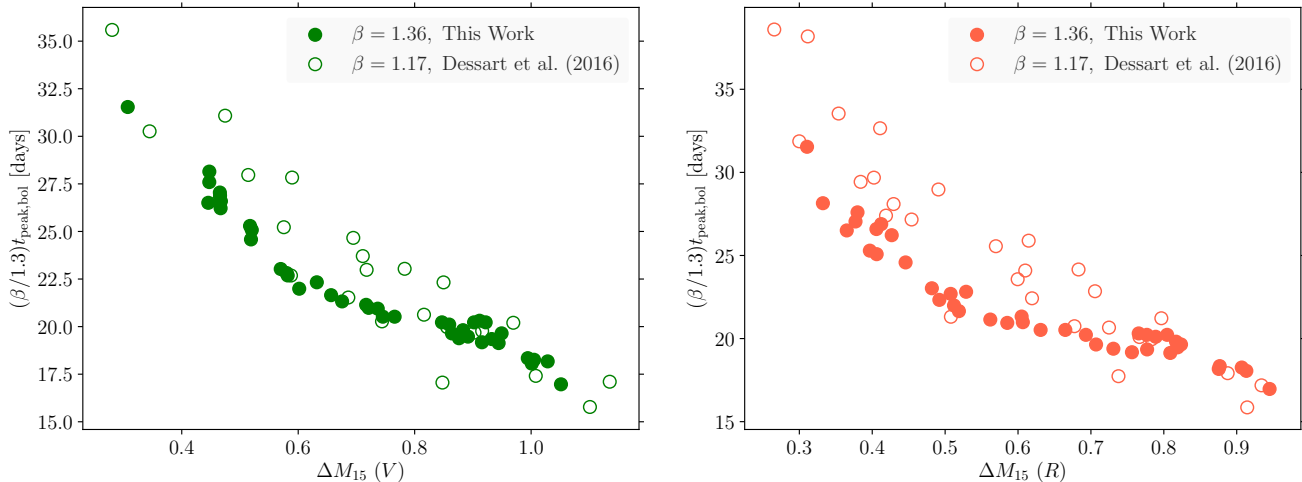 β = 1.36, This Work
β = 1.17, Dessart et al. (2016)
35.0
32.5
30.0
27.5
25.0
22.5
20.0
17.5
15.0
(β/1.3)t_peak,bol [days]
0.4 0.6 0.8 1.0
ΔM₁₅ (V)
β = 1.36, This Work
β = 1.17, Dessart et al. (2016)
35
30
25
20
15
(β/1.3)t_peak,bol [days]
0.3 0.4 0.5 0.6 0.7 0.8 0.9
ΔM₁₅ (R)